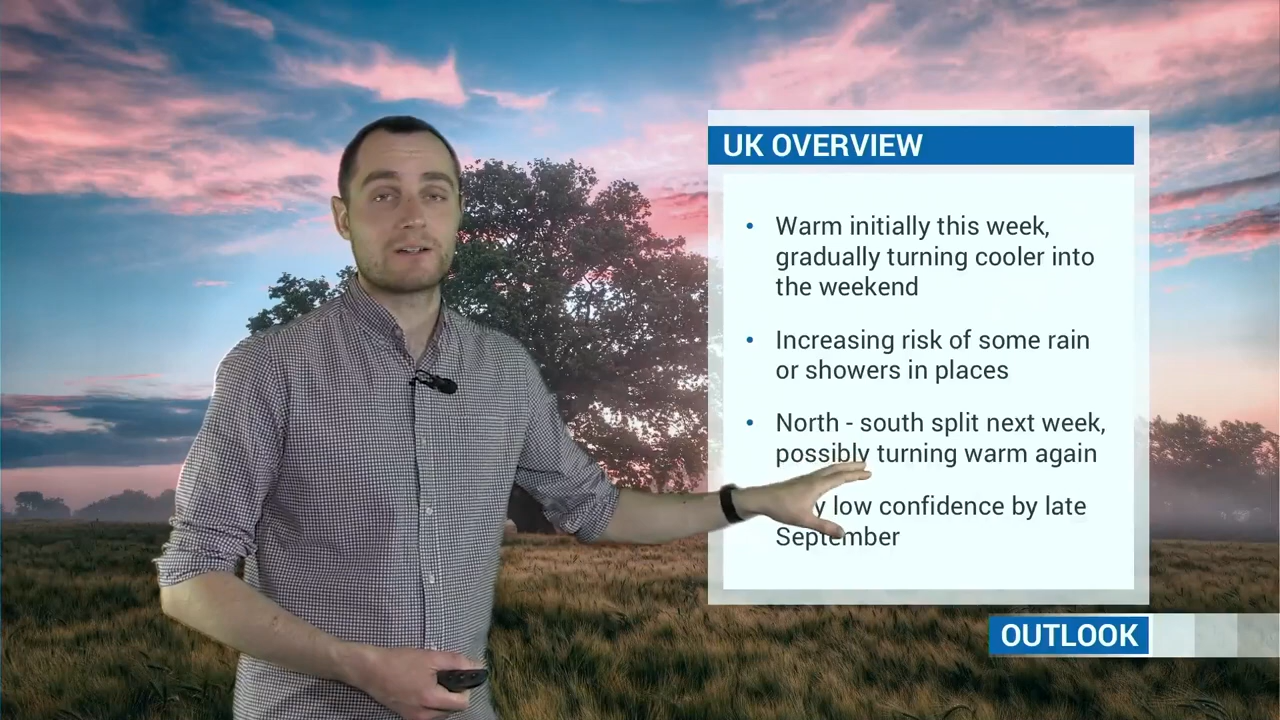 UK OVERVIEW
• Warm initially this week,
gradually turning cooler into
the weekend
• Increasing risk of some rain
or showers in places
• North - south split next week,
possibly turning warm again
low confidence by late
September
OUTLOOK